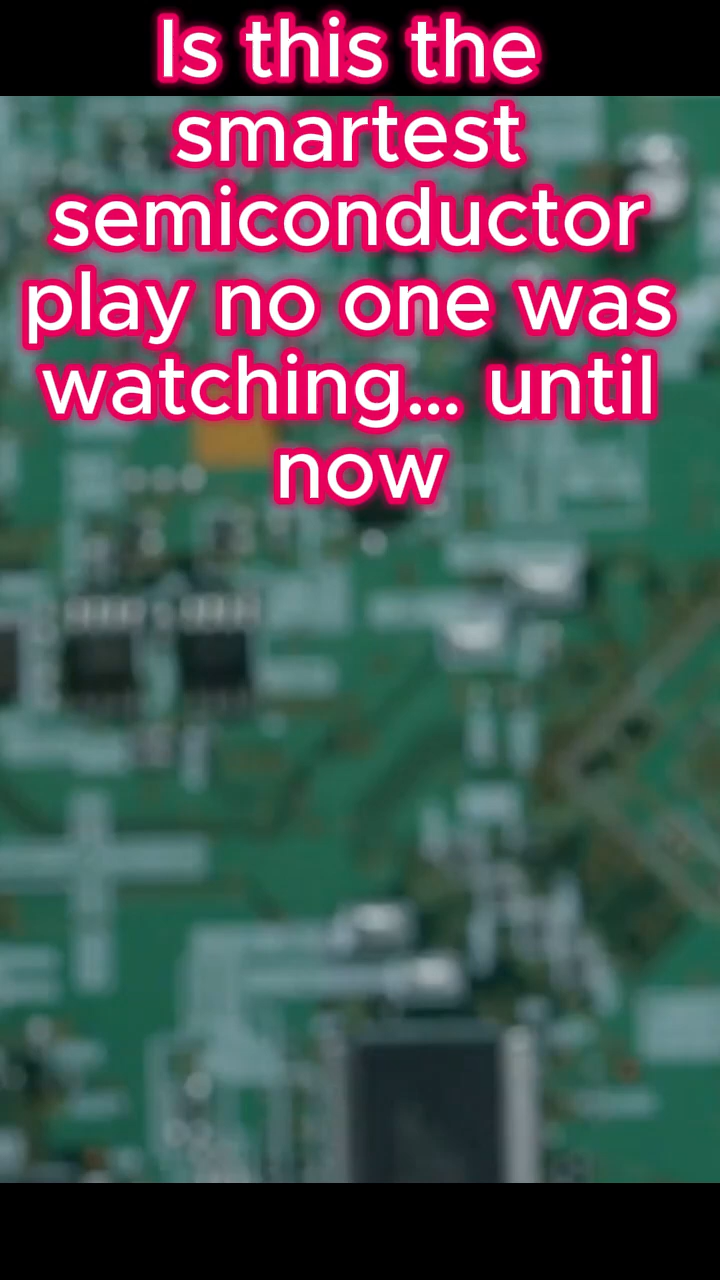 Is this the
smartest
semiconductor
play no one was
watching... until
now